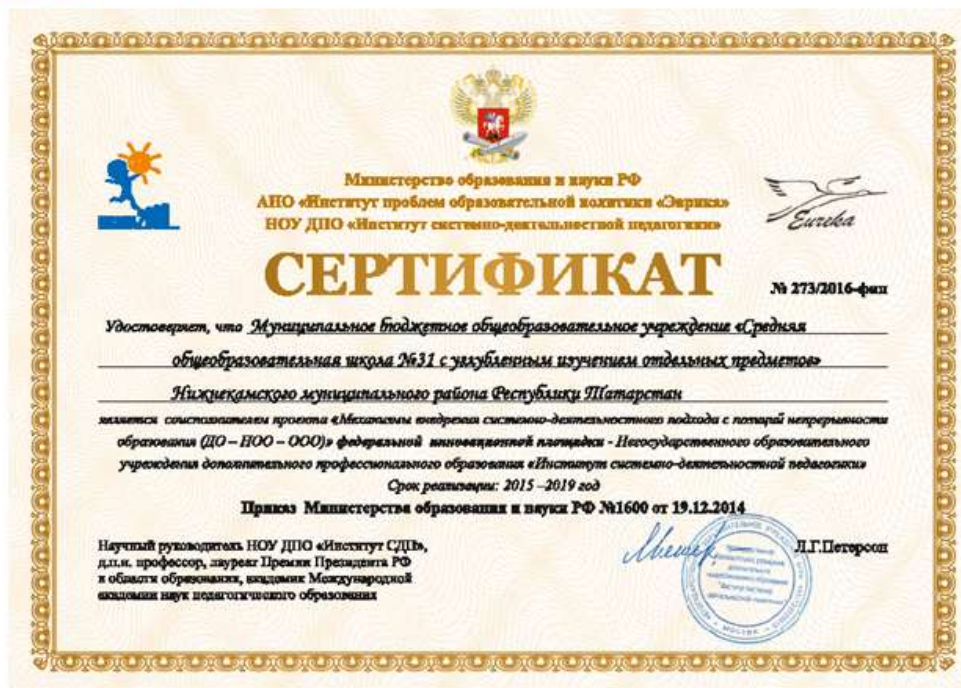 Министерство образования и науки РФ
АНО «Институт проблем образовательной политики «Эврика»
НОУ ДПО «Институт системно-деятельностной педагогики»
Eureka
СЕРТИФИКАТ
№ 273/2016-фип
Удостоверяет, что Муниципальное бюджетное общеобразовательное учреждение «Средняя
общеобразовательная школа №31 с углубленным изучением отдельных предметов»
Нижнекамского муниципального района Республики Татарстан
является соисполнителем проекта «Механизмы внедрения системно-деятельностного подхода с позиций непрерывности
образования (ДО – НОО – ООО)» федеральной инновационной площадки - Негосударственного образовательного
учреждения дополнительного профессионального образования «Институт системно-деятельностной педагогики»
Срок реализации: 2015 –2019 год
Приказ Министерства образования и науки РФ №1600 от 19.12.2014
Научный руководитель НОУ ДПО «Институт СДП»,
д.п.н. профессор, лауреат Премии Президента РФ
в области образования, академик Международной
академии наук педагогического образования
Л.Г.Петерсон
МОСКВА